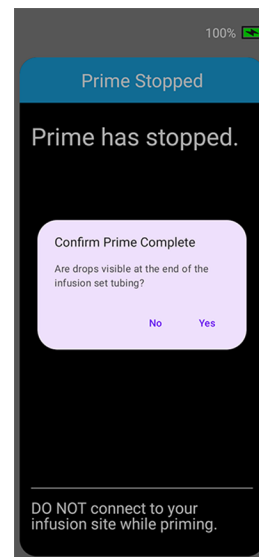 100%
Prime Stopped
Prime has stopped.
Confirm Prime Complete
Are drops visible at the end of the
infusion set tubing?
No Yes
DO NOT connect to your
infusion site while priming.